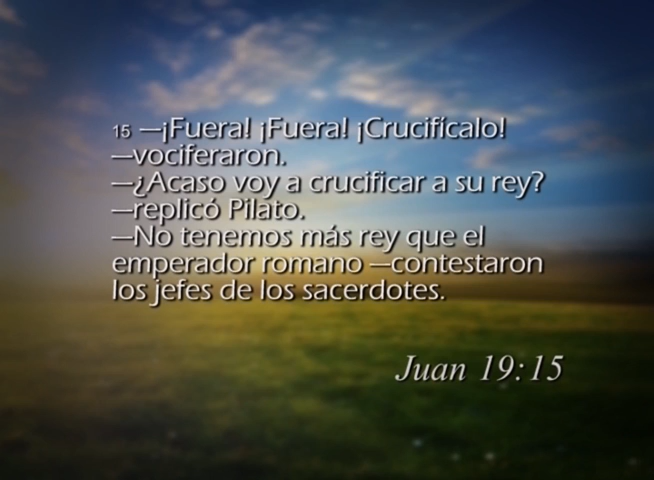 15 —¡Fuera! ¡Fuera! ¡Crucifícalo!
—vociferaron.
—¿Acaso voy a crucificar a su rey?
—replicó Pilato.
—No tenemos más rey que el
emperador romano —contestaron
los jefes de los sacerdotes.
Juan 19:15